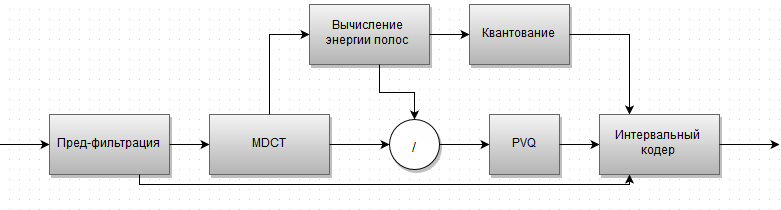 Вычисление
энергии полос
Квантование
Пред-фильтрация
MDCT
/
PVQ
Интервальный
кодер